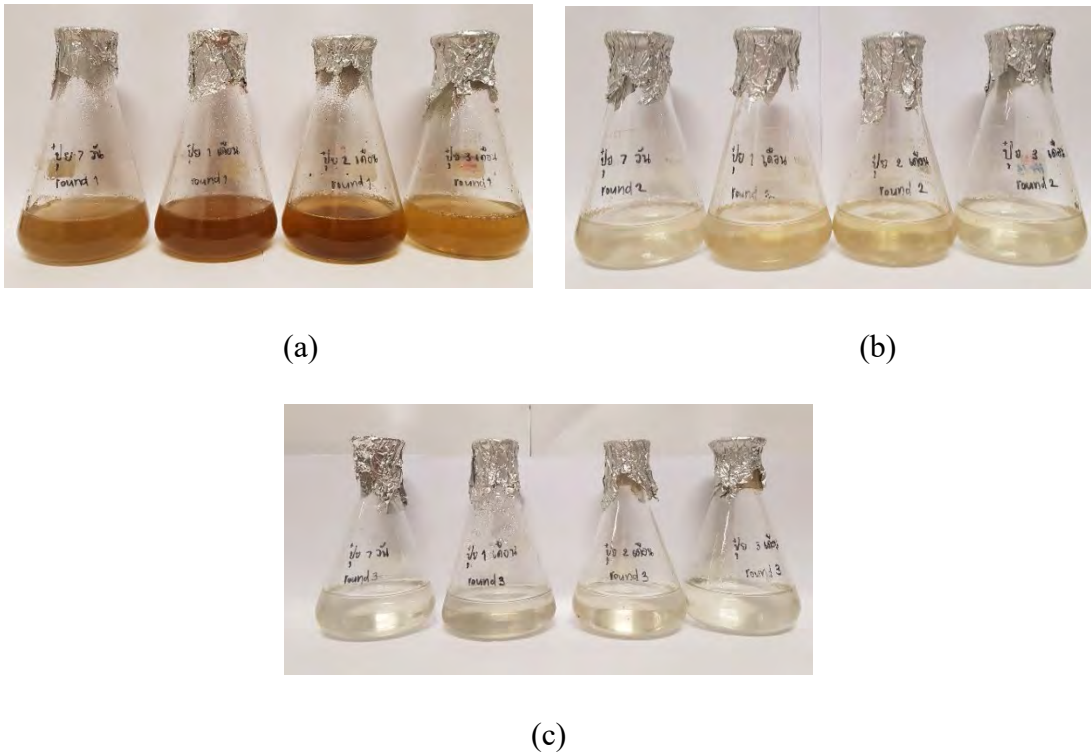 ปุ๋ย 7 วัน
round 1
ปุ๋ย 1 เดือน
round 1
ปุ๋ย 2 เดือน
round 1
ปุ๋ย 3 เดือน
round 1
(a)
ปุ๋ย 7 วัน
round 2
ปุ๋ย 1 เดือน
round 2
ปุ๋ย 2 เดือน
round 2
ปุ๋ย 3 เดือน
round 2
(b)
ปุ๋ย 7 วัน
round 3
ปุ๋ย 1 เดือน
round 3
ปุ๋ย 2 เดือน
round 3
ปุ๋ย 3 เดือน
round 3
(c)